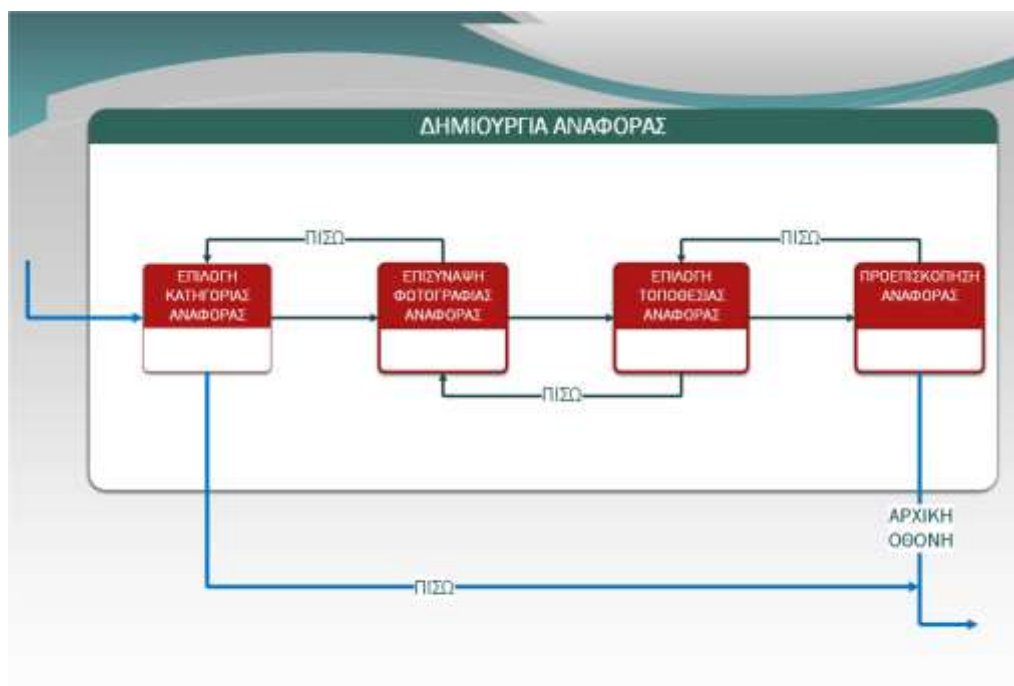 ΔΗΜΙΟΥΡΓΙΑ ΑΝΑΦΟΡΑΣ
ΠΙΣΩ
ΠΙΣΩ
ΕΠΙΛΟΓΗ
ΚΑΤΗΓΟΡΙΑΣ
ΑΝΑΦΟΡΑΣ
ΕΠΙΣΥΝΑΨΗ
ΦΩΤΟΓΡΑΦΙΑΣ
ΑΝΑΦΟΡΑΣ
ΕΠΙΛΟΓΗ
ΤΟΠΟΘΕΣΙΑΣ
ΑΝΑΦΟΡΑΣ
ΠΡΟΕΠΙΣΚΟΠΗΣΗ
ΑΝΑΦΟΡΑΣ
ΠΙΣΩ
ΑΡΧΙΚΗ
ΟΘΟΝΗ
ΠΙΣΩ